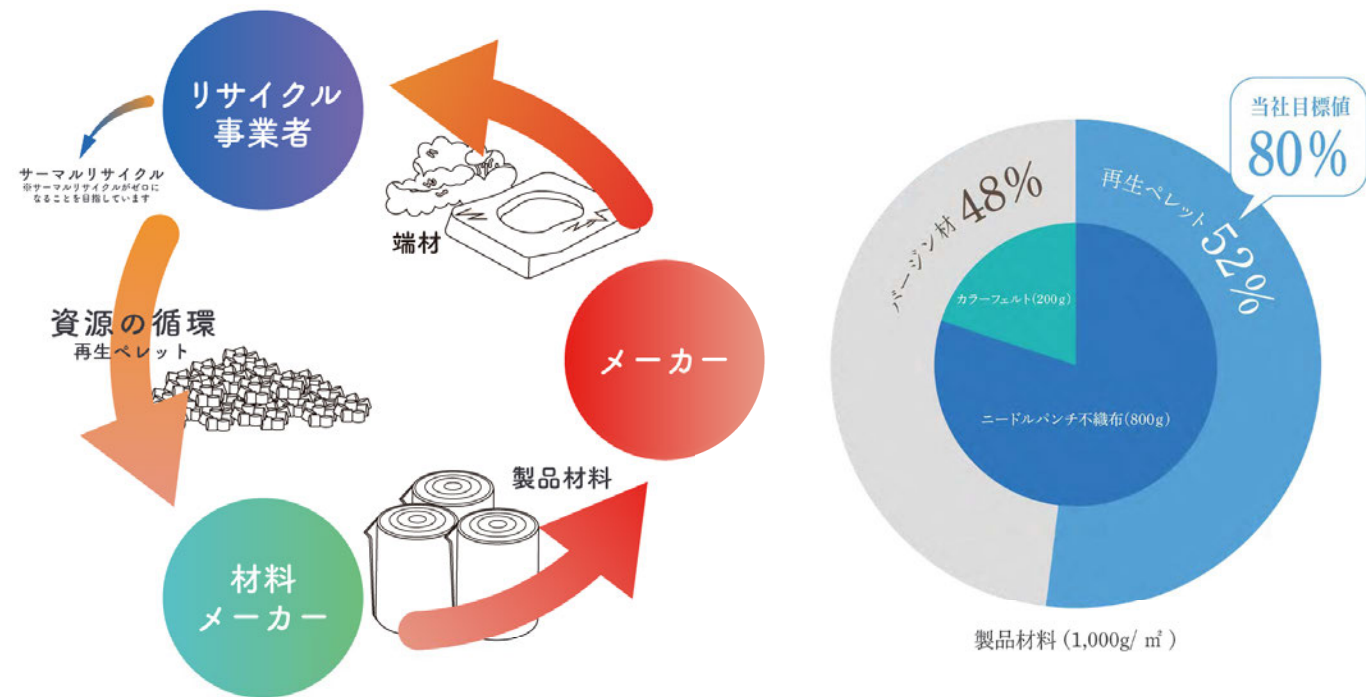 リサイクル
事業者
サーマルリサイクル
※サーマルリサイクルがゼロに
なることを目指しています
端材
資源の循環
再生ペレット
メーカー
製品材料
材料
メーカー
当社目標値
80%
再生ペレット 52%
バージン材 48%
カラーフェルト(200g)
ニードルパンチ不織布(800g)
製品材料 (1,000g/ ㎡ )